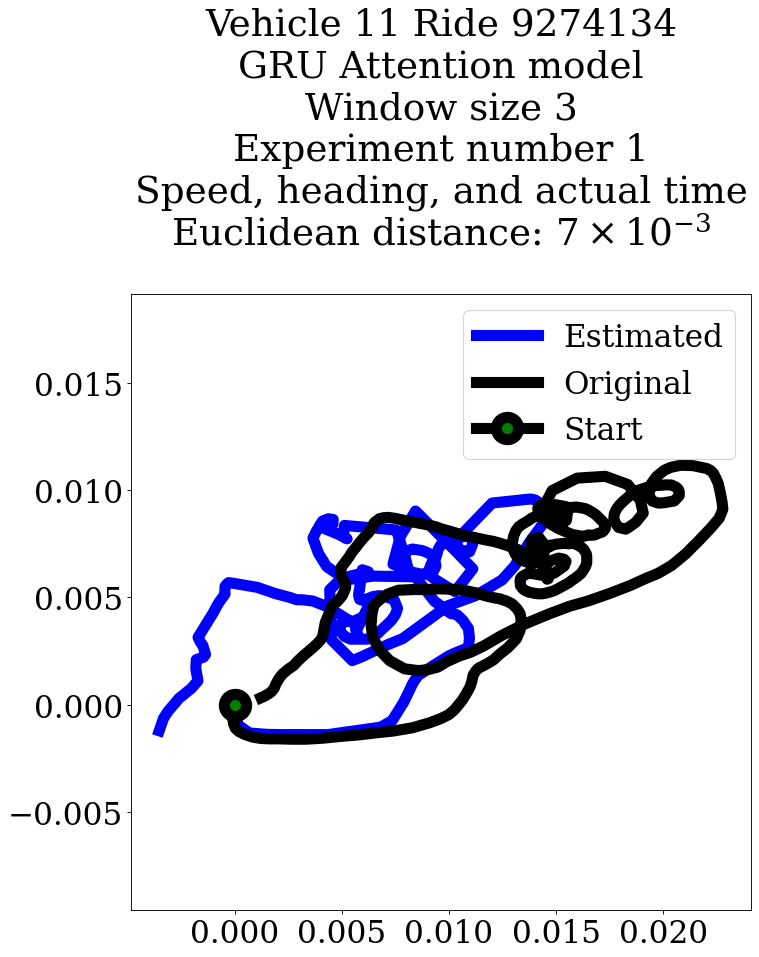 Vehicle 11 Ride 9274134
GRU Attention model
Window size 3
Experiment number 1
Speed, heading, and actual time
Euclidean distance: 7 × 10⁻³
Estimated
Original
Start
0.015
0.010
0.005
0.000
−0.005
0.000 0.005 0.010 0.015 0.020